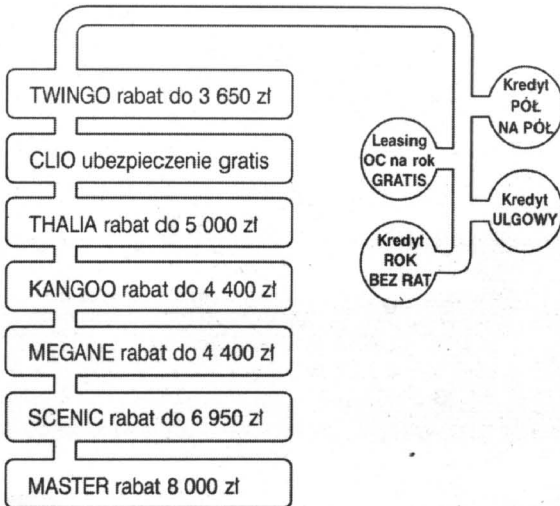 TWINGO rabat do 3 650 zł
CLIO ubezpieczenie gratis
THALIA rabat do 5 000 zł
KANGOO rabat do 4 400 zł
MEGANE rabat do 4 400 zł
SCENIC rabat do 6 950 zł
MASTER rabat 8 000 zł
Kredyt
PÓŁ
NA PÓŁ
Leasing
OC na rok
GRATIS
Kredyt
ULGOWY
Kredyt
ROK
BEZ RAT